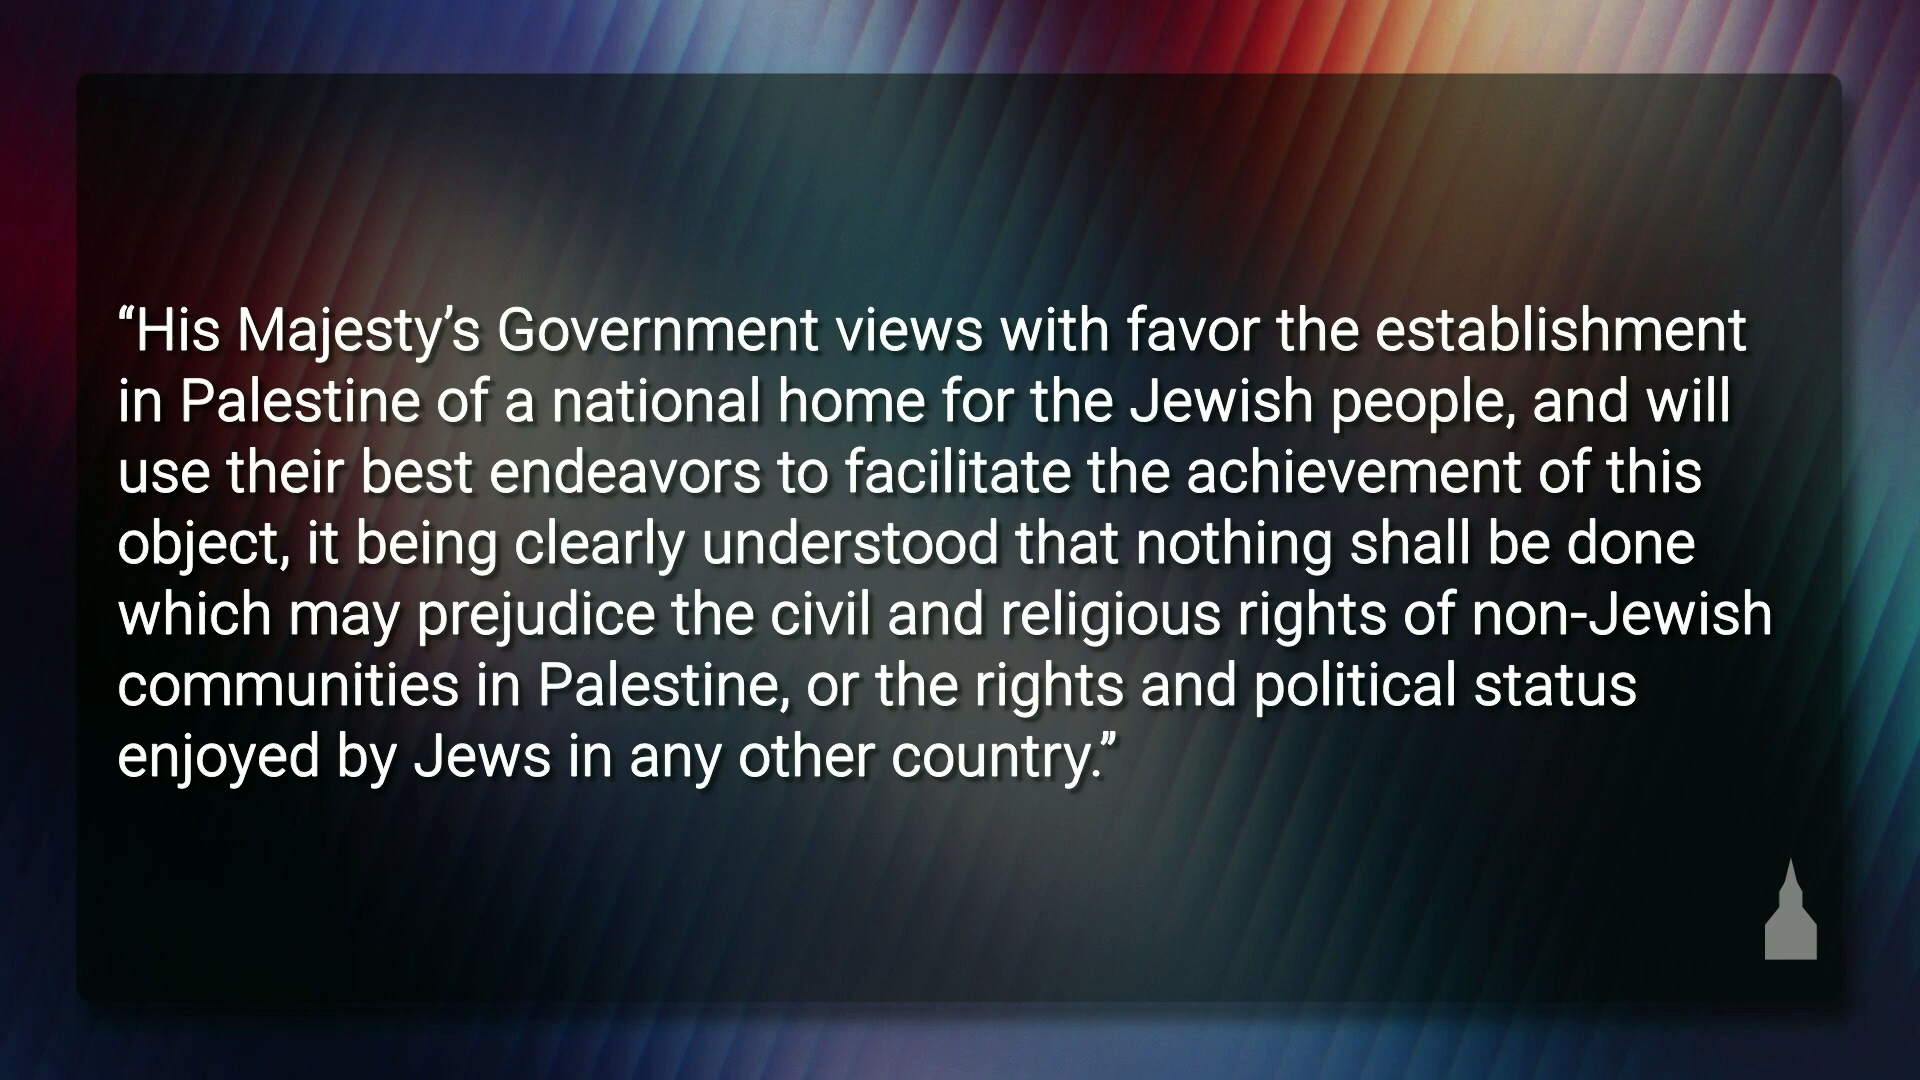 “His Majesty’s Government views with favor the establishment
in Palestine of a national home for the Jewish people, and will
use their best endeavors to facilitate the achievement of this
object, it being clearly understood that nothing shall be done
which may prejudice the civil and religious rights of non-Jewish
communities in Palestine, or the rights and political status
enjoyed by Jews in any other country.”